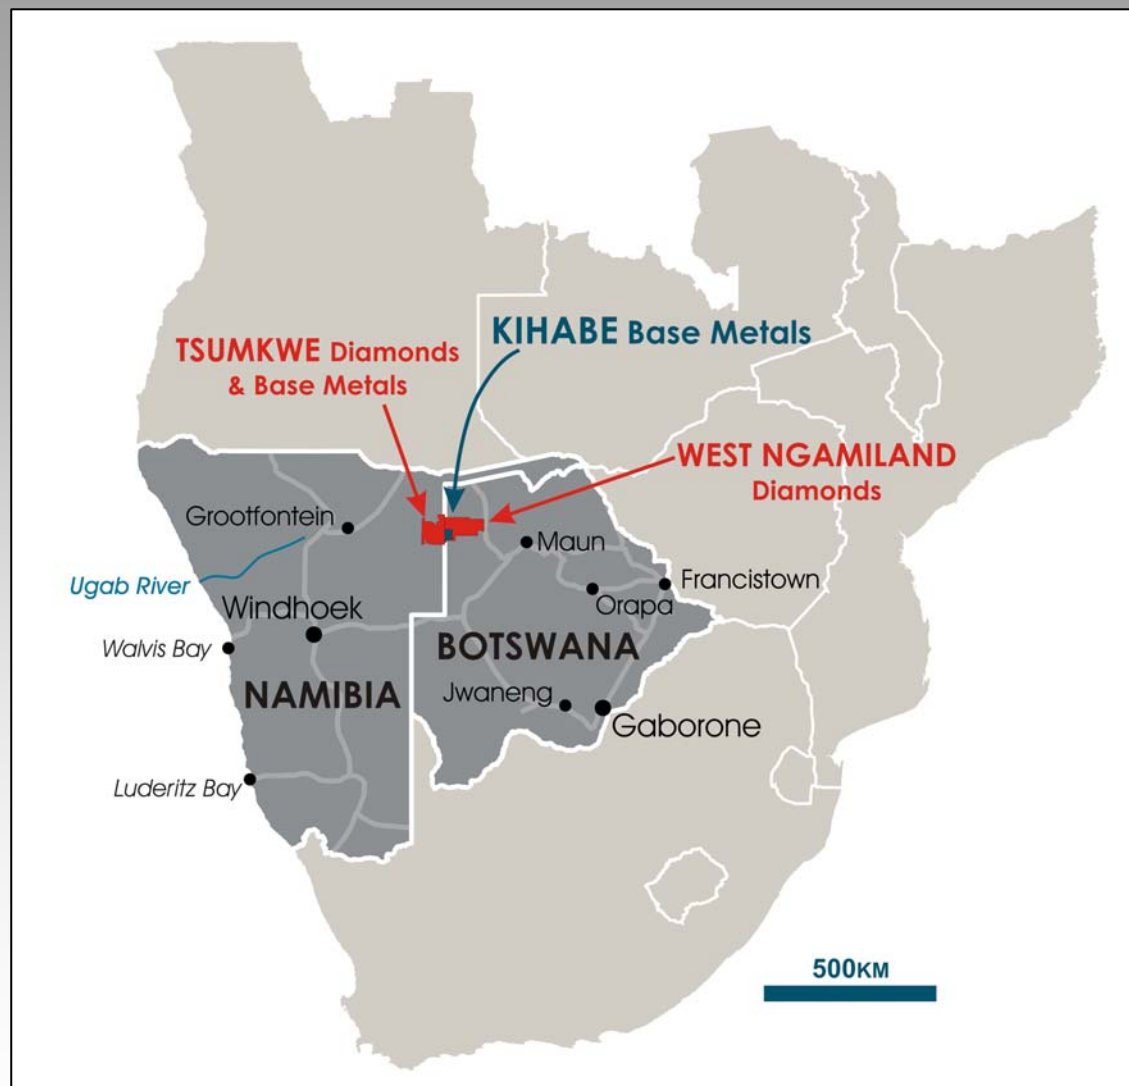 KIHABE Base Metals
TSUMKWE Diamonds
& Base Metals
WEST NGAMILAND
Diamonds
Grootfontein
Maun
Ugab River
Francistown
Orapa
Windhoek
Walvis Bay
BOTSWANA
NAMIBIA
Jwaneng
Gaborone
Luderitz Bay
500KM